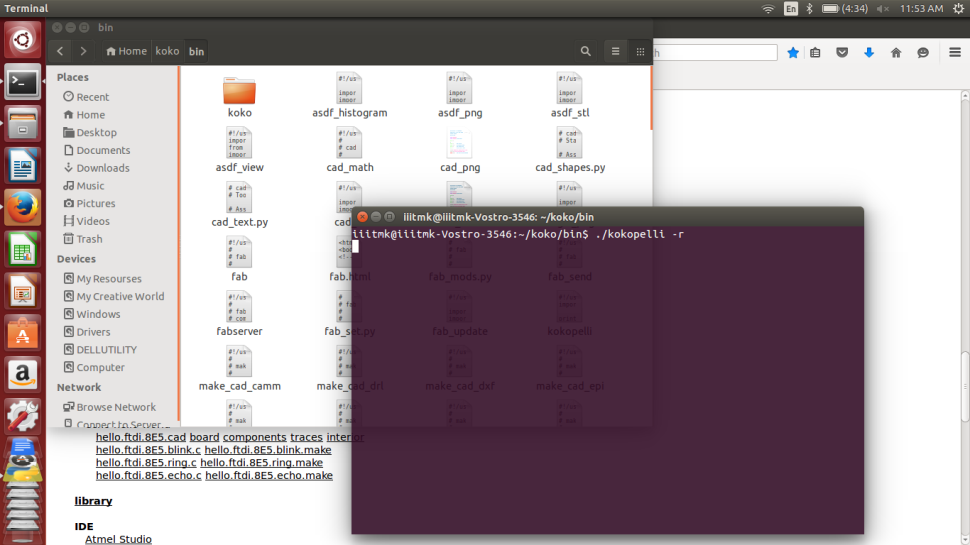 Terminal
En
(4:34)
11:53 AM
bin
Home koko bin
Places
Recent
Home
Desktop
Documents
Downloads
Music
Pictures
Videos
Trash
Devices
My Resourses
My Creative World
Windows
Drivers
DELLUTILITY
Computer
Network
Browse Network
Connect to Server...
koko asdf_histogram asdf_png asdf_stl
asdf_view cad_math cad_png cad_shapes.py
cad_text.py
fab fab.html fab_mods.py fab_send
fabserver fab_set.py fab_update kokopelli
make_cad_camm make_cad_drl make_cad_dxf make_cad_epi
iiitmk@iiitmk-Vostro-3546: ~/koko/bin
iiitmk@iiitmk-Vostro-3546:~/koko/bin$ ./kokopelli -r
hello.ftdi.8E5.cad board components traces interior
hello.ftdi.8E5.blink.c hello.ftdi.8E5.blink.make
hello.ftdi.8E5.ring.c hello.ftdi.8E5.ring.make
hello.ftdi.8E5.echo.c hello.ftdi.8E5.echo.make
library
IDE
Atmel Studio